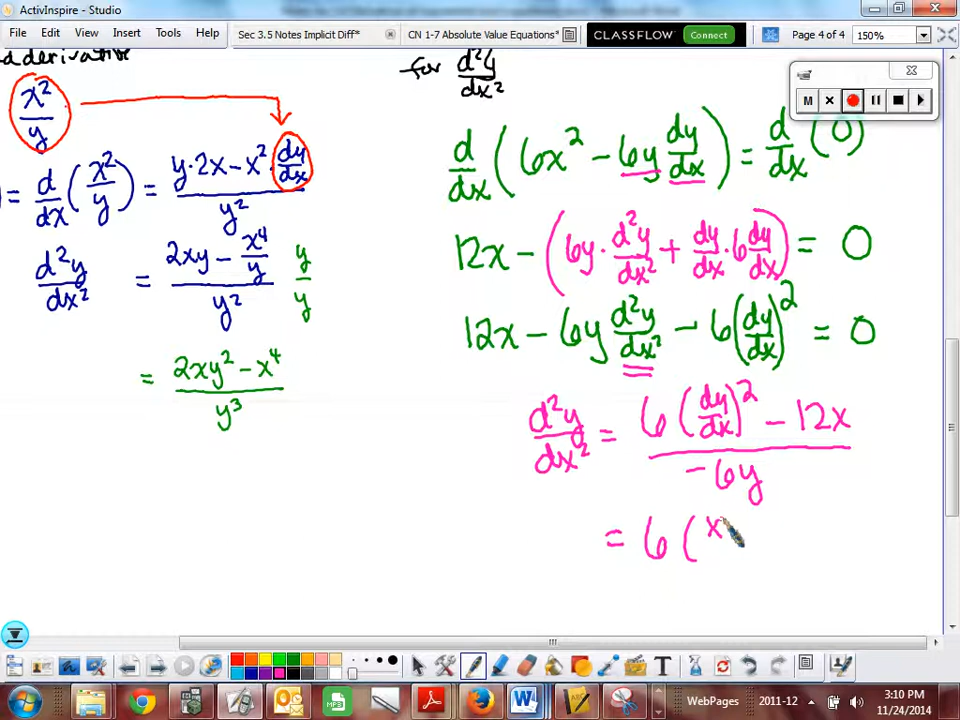 ActivInspire - Studio
File Edit View Insert Tools Help Sec 3.5 Notes Implicit Diff* CN 1-7 Absolute Value Equations* CLASSFLOW Connect Page 4 of 4 150%
derivative
for d²y/dx²
M
x²/y
= d/dx (x²/y) = (y·2x - x²·dy/dx)/y²
d²y/dx² = (2xy - x⁴/y)/y² y/y
= (2xy² - x⁴)/y³
d/dx (6x² - 6y dy/dx) = d/dx (0)
12x - (6y · d²y/dx² + dy/dx · 6 dy/dx) = 0
12x - 6y d²y/dx² - 6(dy/dx)² = 0
d²y/dx² = (6(dy/dx)² - 12x)/-6y
= 6 (x
T
WebPages 2011-12 3:10 PM
11/24/2014